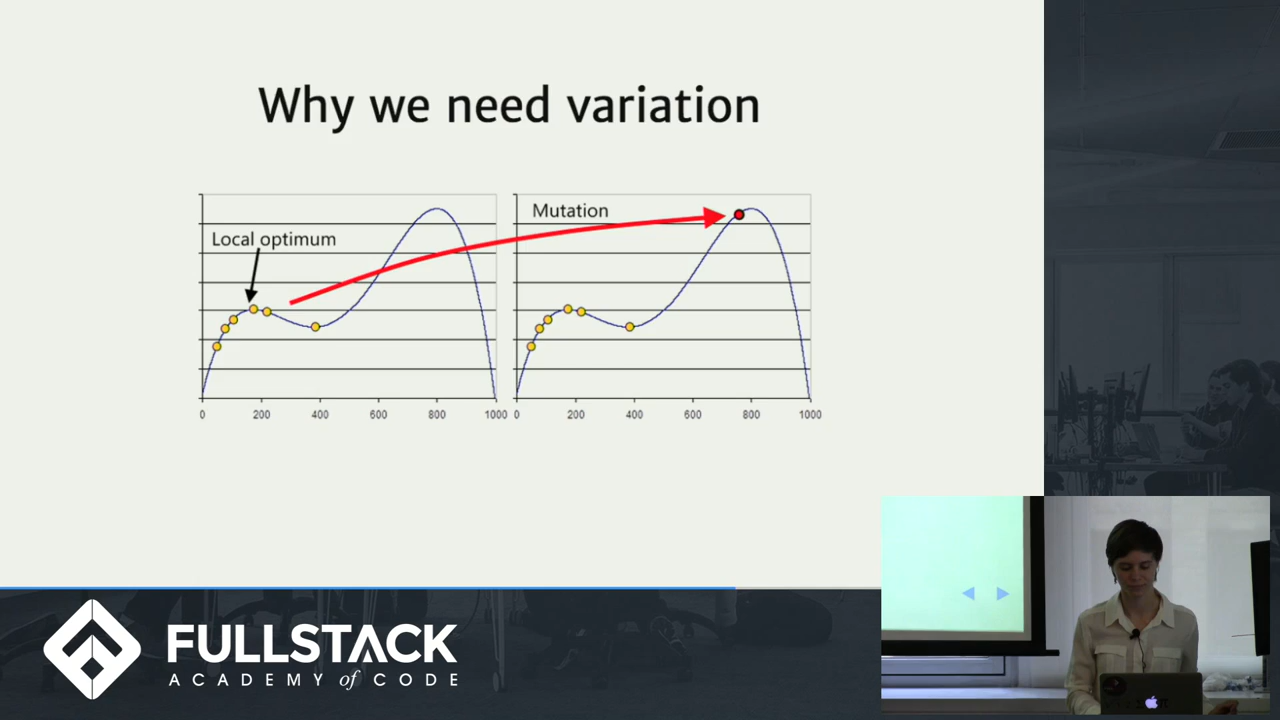 Why we need variation
Local optimum
Mutation
0 200 400 600 800 1000
0 200 400 600 800 1000
FULLSTACK
ACADEMY of CODE